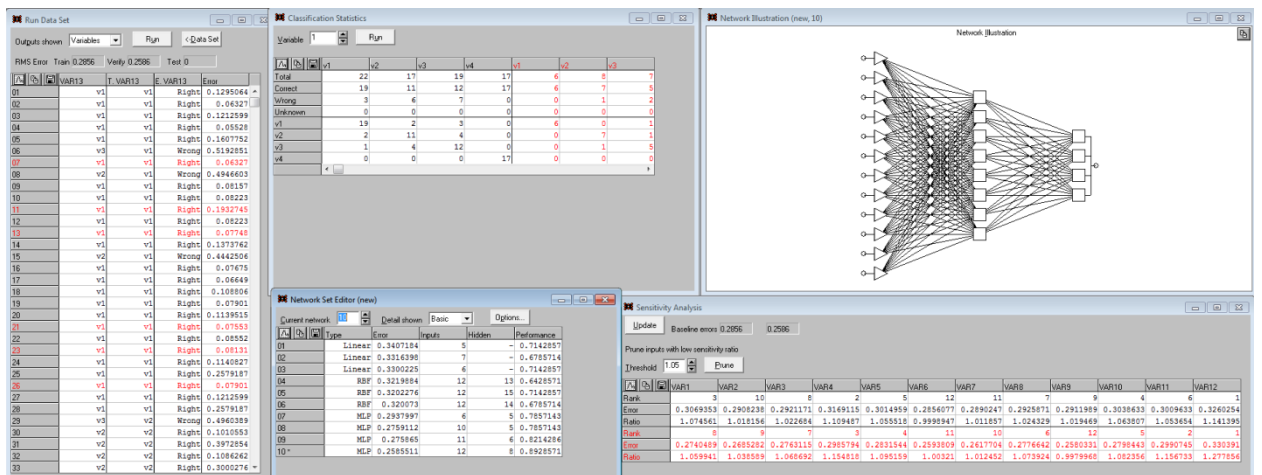 Run Data Set
Outputs shown Variables Run <-Data Set
RMS Error Train 0.2856 Verify 0.2586 Test 0
VAR13 T. VAR13 E. VAR13 Error
01 v1 v1 Right 0.1295064
02 v1 v1 Right 0.06327
03 v1 v1 Right 0.1212599
04 v1 v1 Right 0.05528
05 v1 v1 Right 0.1607752
06 v3 v1 Wrong 0.5192851
07 v1 v1 Right 0.06327
08 v2 v1 Wrong 0.4946603
09 v1 v1 Right 0.08157
10 v1 v1 Right 0.08223
11 v1 v1 Right 0.1932745
12 v1 v1 Right 0.08223
13 v1 v1 Right 0.07748
14 v1 v1 Right 0.1373762
15 v2 v1 Wrong 0.4442506
16 v1 v1 Right 0.07675
17 v1 v1 Right 0.06649
18 v1 v1 Right 0.108806
19 v1 v1 Right 0.07901
20 v1 v1 Right 0.1139515
21 v1 v1 Right 0.07553
22 v1 v1 Right 0.08552
23 v1 v1 Right 0.08131
24 v1 v1 Right 0.1140827
25 v1 v1 Right 0.2579187
26 v1 v1 Right 0.07901
27 v1 v1 Right 0.1212599
28 v1 v1 Right 0.2579187
29 v3 v2 Wrong 0.4960389
30 v2 v2 Right 0.1010553
31 v2 v2 Right 0.3972854
32 v2 v2 Right 0.1086262
33 v2 v2 Right 0.3000276
Classification Statistics
Variable 1 Run
v1 v2 v3 v4 v1 v2 v3
Total 22 17 19 17 6 8 7
Correct 19 11 12 17 6 7 5
Wrong 3 6 7 0 0 1 2
Unknown 0 0 0 0 0 0 0
v1 19 2 3 0 6 0 1
v2 2 11 4 0 0 7 1
v3 1 4 12 0 0 1 5
v4 0 0 0 17 0 0 0
Network Illustration (new, 10)
Network Illustration
Network Set Editor (new)
Current network 10 Detail shown Basic Options...
Type Error Inputs Hidden Performance
01 Linear 0.3407184 5 - 0.7142857
02 Linear 0.3316398 7 - 0.6785714
03 Linear 0.3300225 6 - 0.7142857
04 RBF 0.3219884 12 13 0.6428571
05 RBF 0.3202276 12 15 0.7142857
06 RBF 0.320073 12 14 0.6785714
07 MLP 0.2937997 6 5 0.7857143
08 MLP 0.2759112 10 5 0.7857143
09 MLP 0.275865 11 6 0.8214286
10 * MLP 0.2585511 12 8 0.8928571
Sensitivity Analysis
Update Baseline errors 0.2856 0.2586
Prune inputs with low sensitivity ratio
Threshold 1.05 Prune
VAR1 VAR2 VAR3 VAR4 VAR5 VAR6 VAR7 VAR8 VAR9 VAR10 VAR11 VAR12
Rank 3 10 8 2 5 12 11 7 9 4 6 1
Error 0.3069353 0.2908238 0.2921171 0.3169115 0.3014959 0.2856077 0.2890247 0.2925871 0.2911989 0.3038633 0.3009633 0.3260254
Ratio 1.074561 1.018156 1.022684 1.109487 1.055518 0.9998947 1.011857 1.024329 1.019469 1.063807 1.053654 1.141395
Rank 8 9 7 3 4 11 10 6 12 5 2 1
Error 0.2740489 0.2685282 0.2763115 0.2985794 0.2831544 0.2593809 0.2617704 0.2776642 0.2580331 0.2798443 0.2990745 0.330391
Ratio 1.059941 1.038589 1.068692 1.154818 1.095159 1.00321 1.012452 1.073924 0.9979968 1.082356 1.156733 1.277856